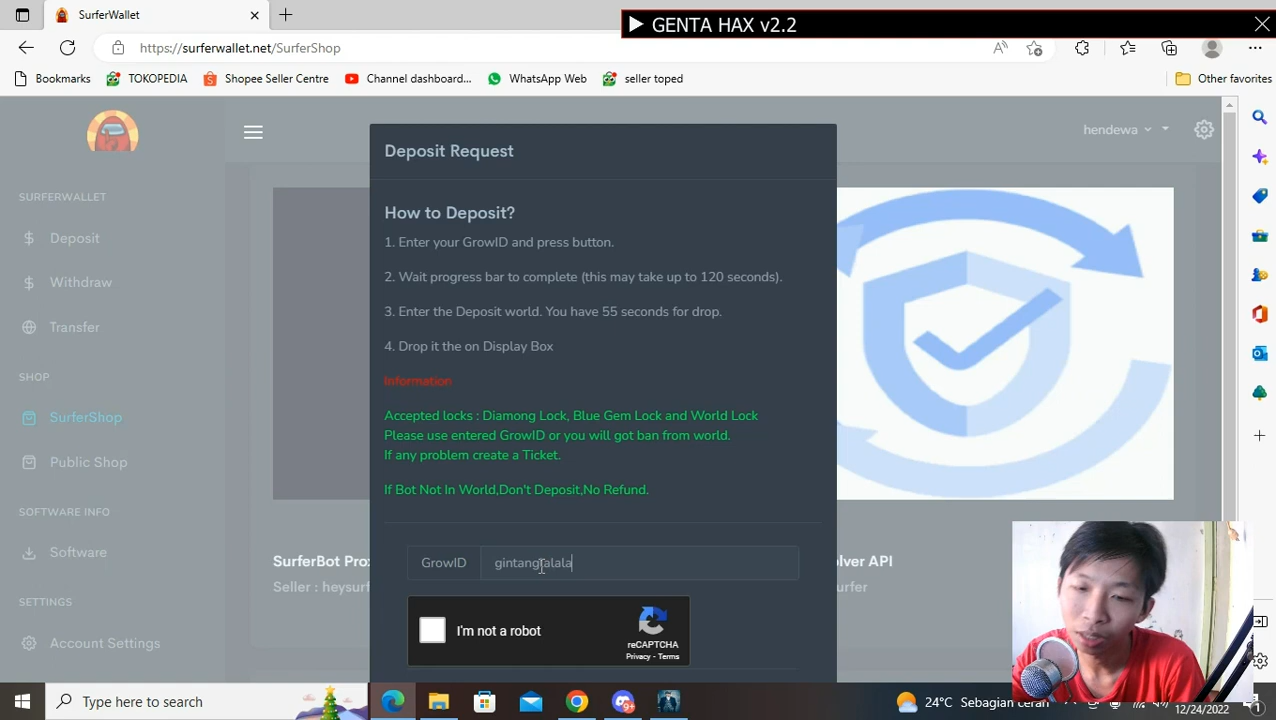 SurferWallet
GENTA HAX v2.2
https://surferwallet.net/SurferShop
Bookmarks
TOKOPEDIA
Shopee Seller Centre
Channel dashboard...
WhatsApp Web
seller toped
Other favorites
hendewa
SURFERWALLET
Deposit
Withdraw
Transfer
SHOP
SurferShop
Public Shop
SOFTWARE INFO
Software
SETTINGS
Account Settings
Deposit Request
How to Deposit?
1. Enter your GrowID and press button.
2. Wait progress bar to complete (this may take up to 120 seconds).
3. Enter the Deposit world. You have 55 seconds for drop.
4. Drop it the on Display Box
Information
Accepted locks : Diamong Lock, Blue Gem Lock and World Lock
Please use entered GrowID or you will got ban from world.
If any problem create a Ticket.
If Bot Not In World,Don't Deposit,No Refund.
GrowID
I'm not a robot
reCAPTCHA
Privacy - Terms
SurferBot Pro
Seller : heysurf
lver API
urfer
Type here to search
24°C Sebagian cerah
12/24/2022
1